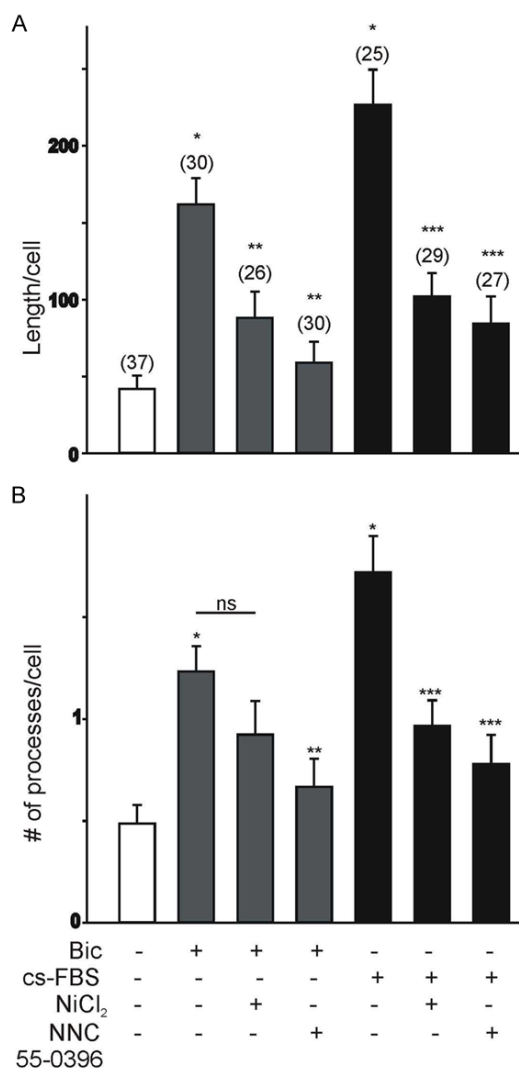 A
Length/cell
200
100
0
(37)
*
(30)
**
(26)
**
(30)
*
(25)
***
(29)
***
(27)
B
# of processes/cell
1
0
*
ns
**
*
***
***
Bic - + + + - - -
cs-FBS - - - - + + +
NiCl₂ - - + - - + -
NNC - - - + - - +
55-0396